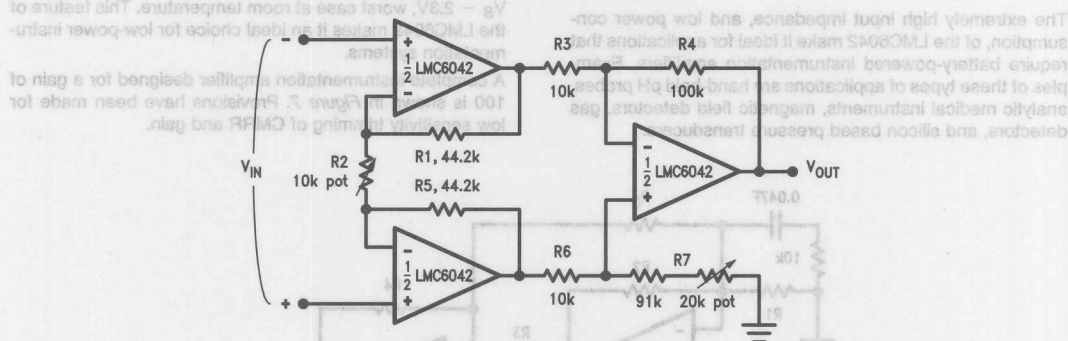 The extremely high input impedance, and low power con-
sumption, of the LMC6042 make it ideal for applications that
require battery-powered instrumentation amplifiers. Exam-
ples of these types of applications are hand-held pH probes,
analytic medical instruments, magnetic field detectors, gas
detectors, and silicon based pressure transducers.
VS − 2.3V, worst case at room temperature. This feature of
the LMC6042 makes it an ideal choice for low-power instru-
mentation systems.
A complete instrumentation amplifier designed for a gain of
100 is shown in Figure 7. Provisions have been made for
low sensitivity trimming of CMRR and gain.
-
+
1/2 LMC6042
-
R3
10k
R4
100k
R1, 44.2k
VIN
R2
10k pot
R5, 44.2k
-
1/2 LMC6042
+
VOUT
-
1/2 LMC6042
+
+
R6
10k
R7
91k
20k pot
0.047F
10k
R2
R1
R4
R3
-